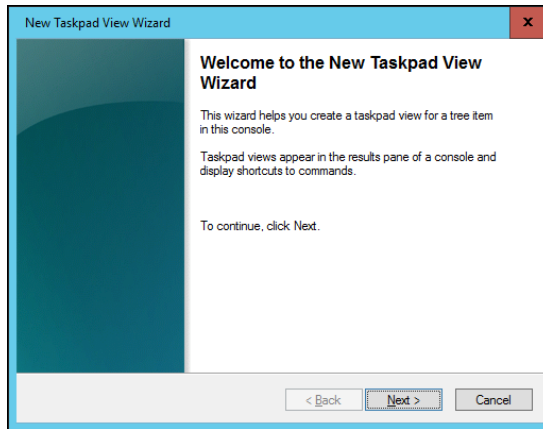 New Taskpad View Wizard
x
Welcome to the New Taskpad View
Wizard
This wizard helps you create a taskpad view for a tree item
in this console.
Taskpad views appear in the results pane of a console and
display shortcuts to commands.
To continue, click Next.
< Back
Next >
Cancel